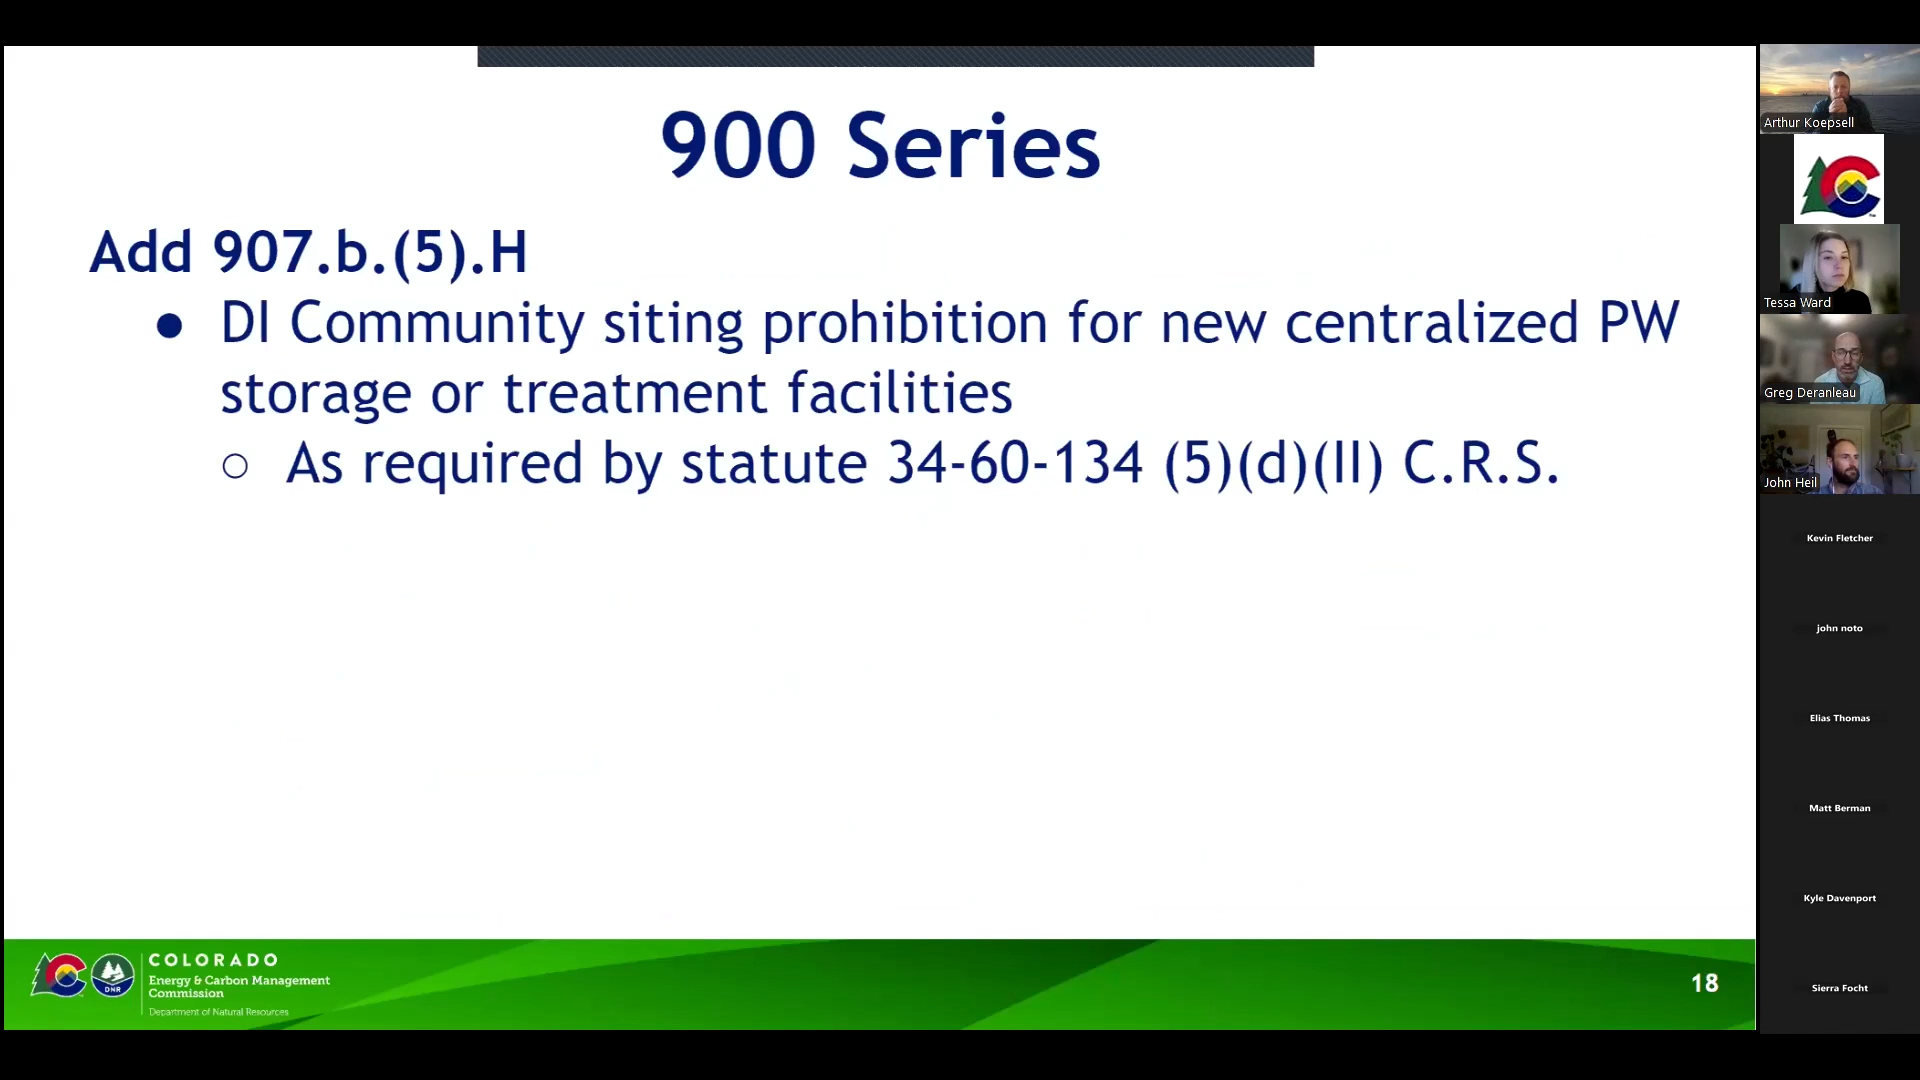 900 Series
Add 907.b.(5).H
● DI Community siting prohibition for new centralized PW
storage or treatment facilities
○ As required by statute 34-60-134 (5)(d)(II) C.R.S.
COLORADO
Energy & Carbon Management
Commission
Department of Natural Resources
DNR
18
Arthur Koepsell
Tessa Ward
Greg Deranleau
John Heil
Kevin Fletcher
john noto
Elias Thomas
Matt Berman
Kyle Davenport
Sierra Focht